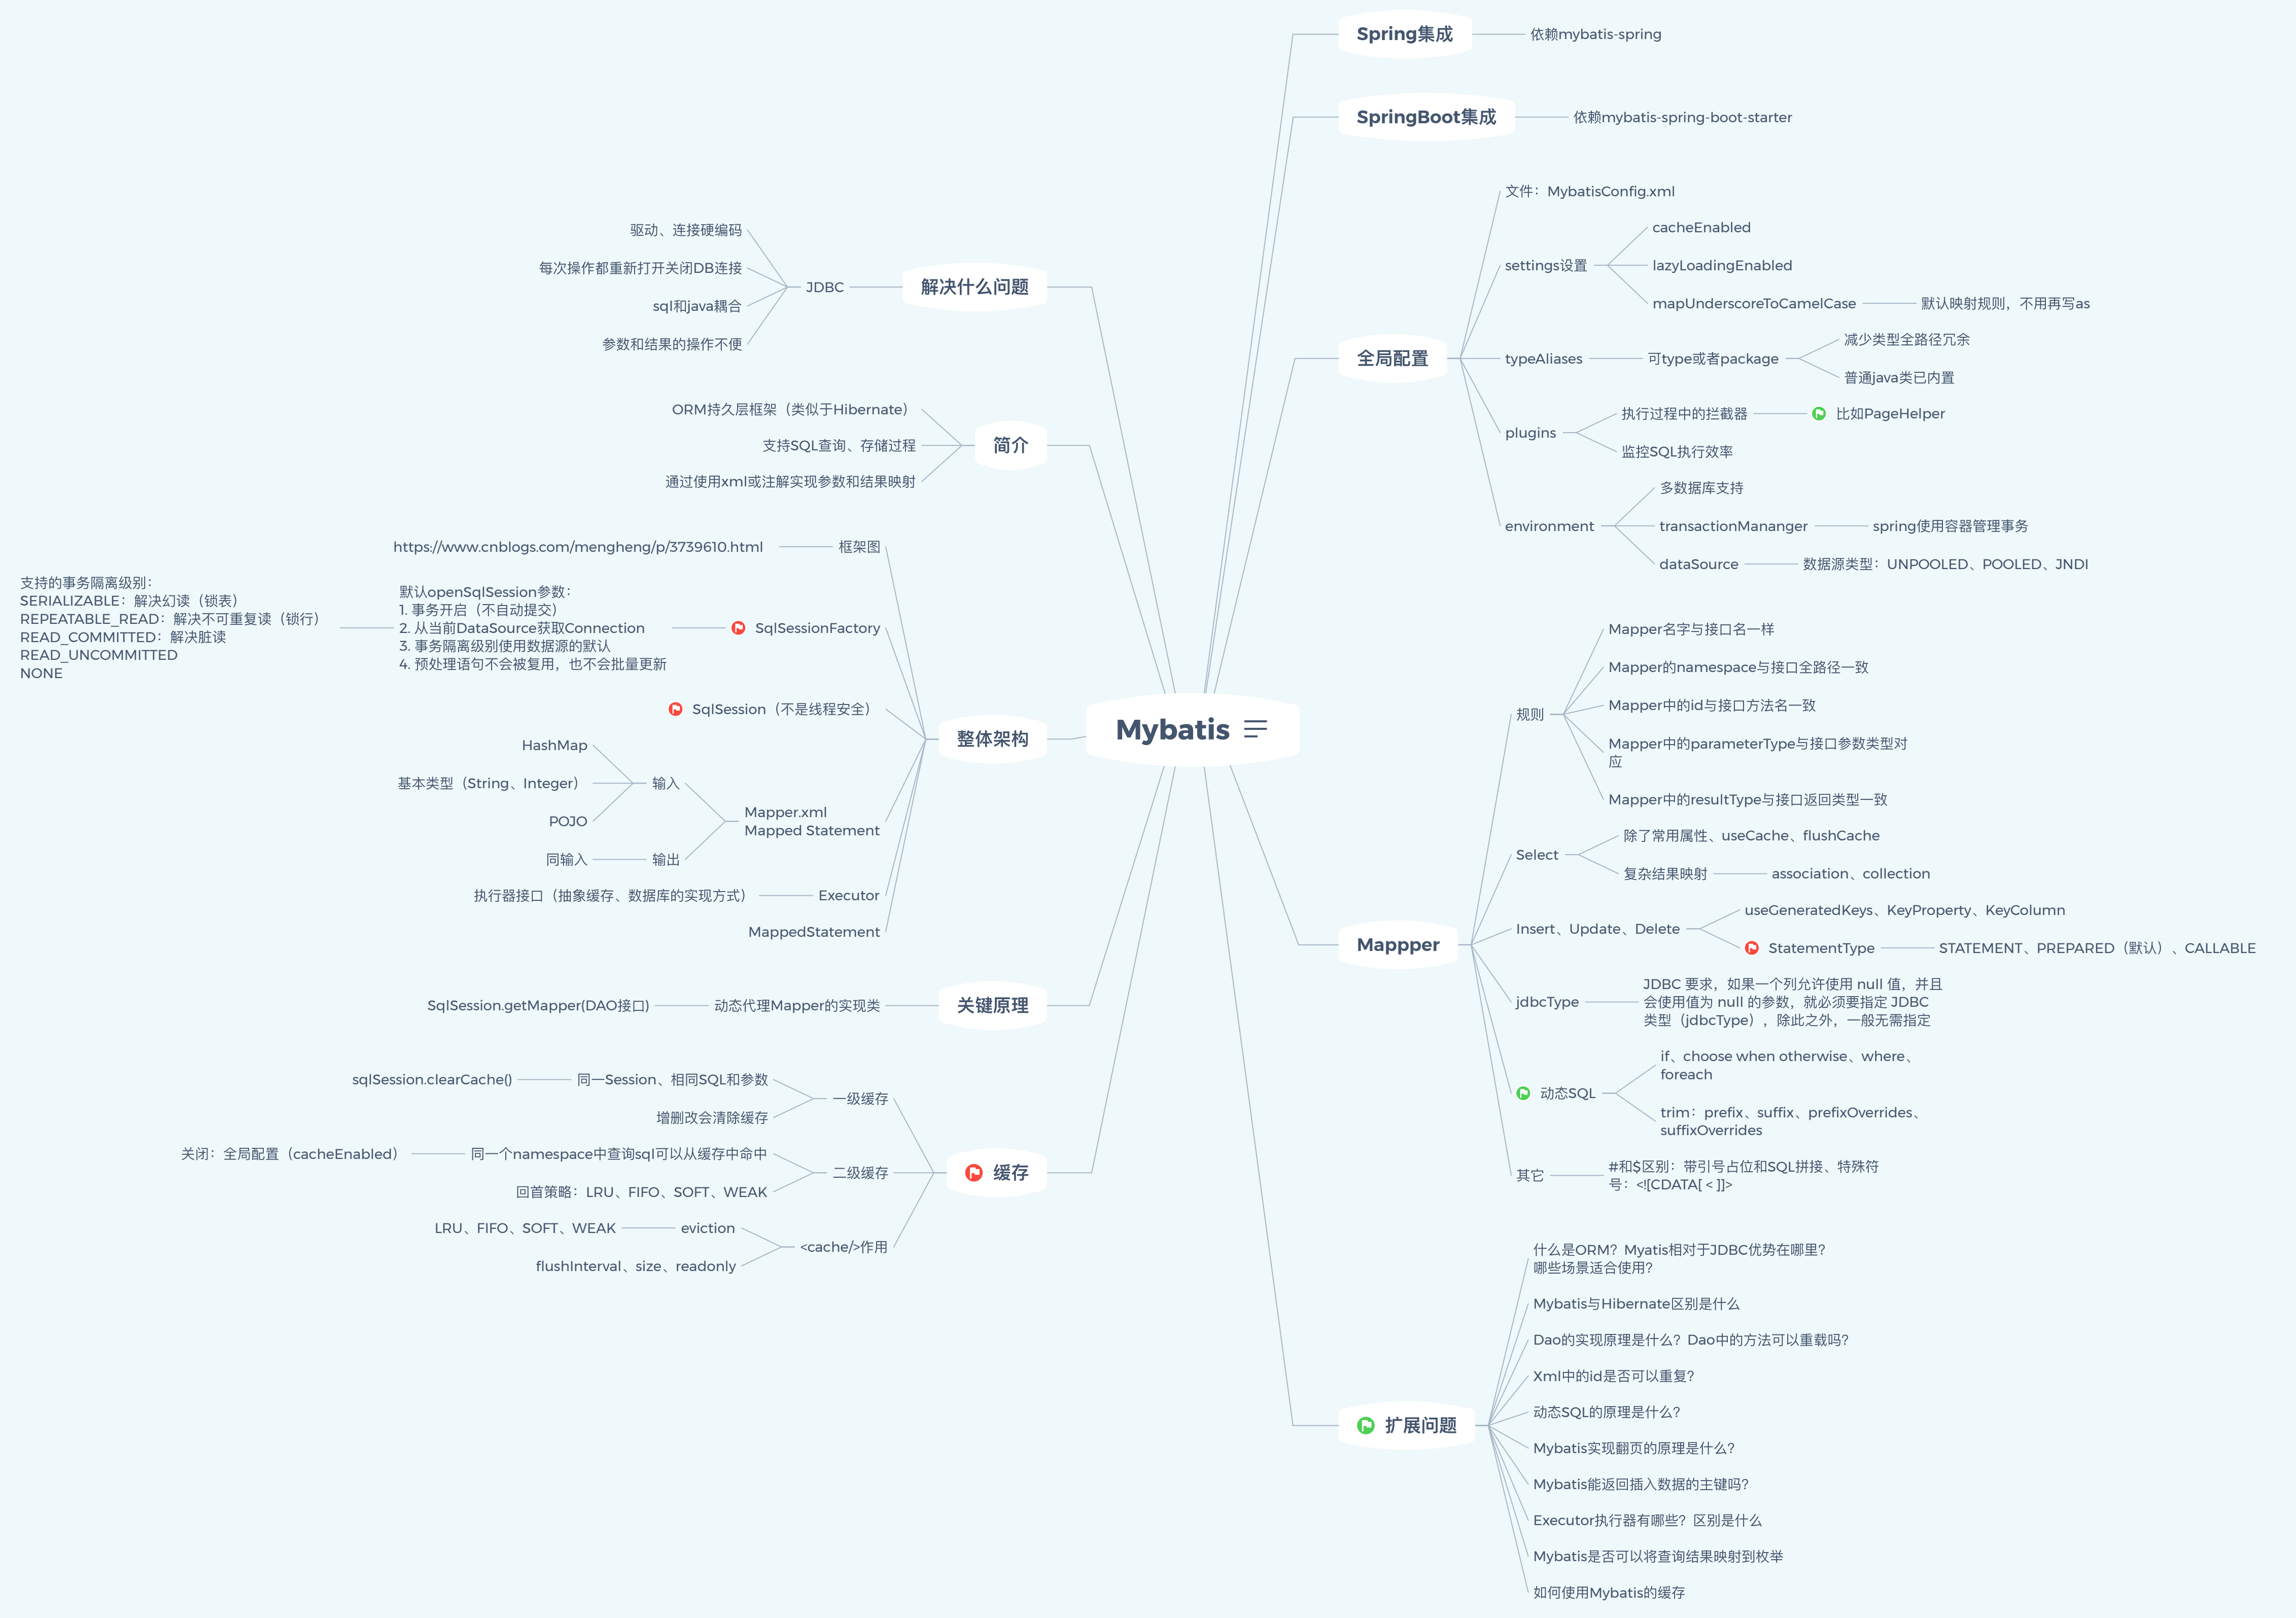 Mybatis
Spring集成
依赖mybatis-spring
SpringBoot集成
依赖mybatis-spring-boot-starter
全局配置
文件：MybatisConfig.xml
settings设置
cacheEnabled
lazyLoadingEnabled
mapUnderscoreToCamelCase
默认映射规则，不用再写as
typeAliases
可type或者package
减少类型全路径冗余
普通java类已内置
plugins
执行过程中的拦截器
比如PageHelper
监控SQL执行效率
environment
多数据库支持
transactionMananger
spring使用容器管理事务
dataSource
数据源类型：UNPOOLED、POOLED、JNDI
Mappper
规则
Mapper名字与接口名一样
Mapper的namespace与接口全路径一致
Mapper中的id与接口方法名一致
Mapper中的parameterType与接口参数类型对
应
Mapper中的resultType与接口返回类型一致
Select
除了常用属性、useCache、flushCache
复杂结果映射
association、collection
Insert、Update、Delete
useGeneratedKeys、KeyProperty、KeyColumn
StatementType
STATEMENT、PREPARED（默认）、CALLABLE
jdbcType
JDBC 要求，如果一个列允许使用 null 值，并且
会使用值为 null 的参数，就必须要指定 JDBC
类型（jdbcType），除此之外，一般无需指定
动态SQL
if、choose when otherwise、where、
foreach
trim：prefix、suffix、prefixOverrides、
suffixOverrides
其它
#和$区别：带引号占位和SQL拼接、特殊符
号：<![CDATA[ < ]]>
扩展问题
什么是ORM？Myatis相对于JDBC优势在哪里？
哪些场景适合使用？
Mybatis与Hibernate区别是什么
Dao的实现原理是什么？Dao中的方法可以重载吗？
Xml中的id是否可以重复？
动态SQL的原理是什么？
Mybatis实现翻页的原理是什么？
Mybatis能返回插入数据的主键吗？
Executor执行器有哪些？区别是什么
Mybatis是否可以将查询结果映射到枚举
如何使用Mybatis的缓存
解决什么问题
JDBC
驱动、连接硬编码
每次操作都重新打开关闭DB连接
sql和java耦合
参数和结果的操作不便
简介
ORM持久层框架（类似于Hibernate）
支持SQL查询、存储过程
通过使用xml或注解实现参数和结果映射
整体架构
框架图
https://www.cnblogs.com/mengheng/p/3739610.html
SqlSessionFactory
默认openSqlSession参数：
1. 事务开启（不自动提交）
2. 从当前DataSource获取Connection
3. 事务隔离级别使用数据源的默认
4. 预处理语句不会被复用，也不会批量更新
支持的事务隔离级别：
SERIALIZABLE：解决幻读（锁表）
REPEATABLE_READ：解决不可重复读（锁行）
READ_COMMITTED：解决脏读
READ_UNCOMMITTED
NONE
SqlSession（不是线程安全）
Mapper.xml
Mapped Statement
输入
HashMap
基本类型（String、Integer）
POJO
输出
同输入
Executor
执行器接口（抽象缓存、数据库的实现方式）
MappedStatement
关键原理
动态代理Mapper的实现类
SqlSession.getMapper(DAO接口)
缓存
一级缓存
同一Session、相同SQL和参数
sqlSession.clearCache()
增删改会清除缓存
二级缓存
同一个namespace中查询sql可以从缓存中命中
关闭：全局配置（cacheEnabled）
回首策略：LRU、FIFO、SOFT、WEAK
<cache/>作用
eviction
LRU、FIFO、SOFT、WEAK
flushInterval、size、readonly